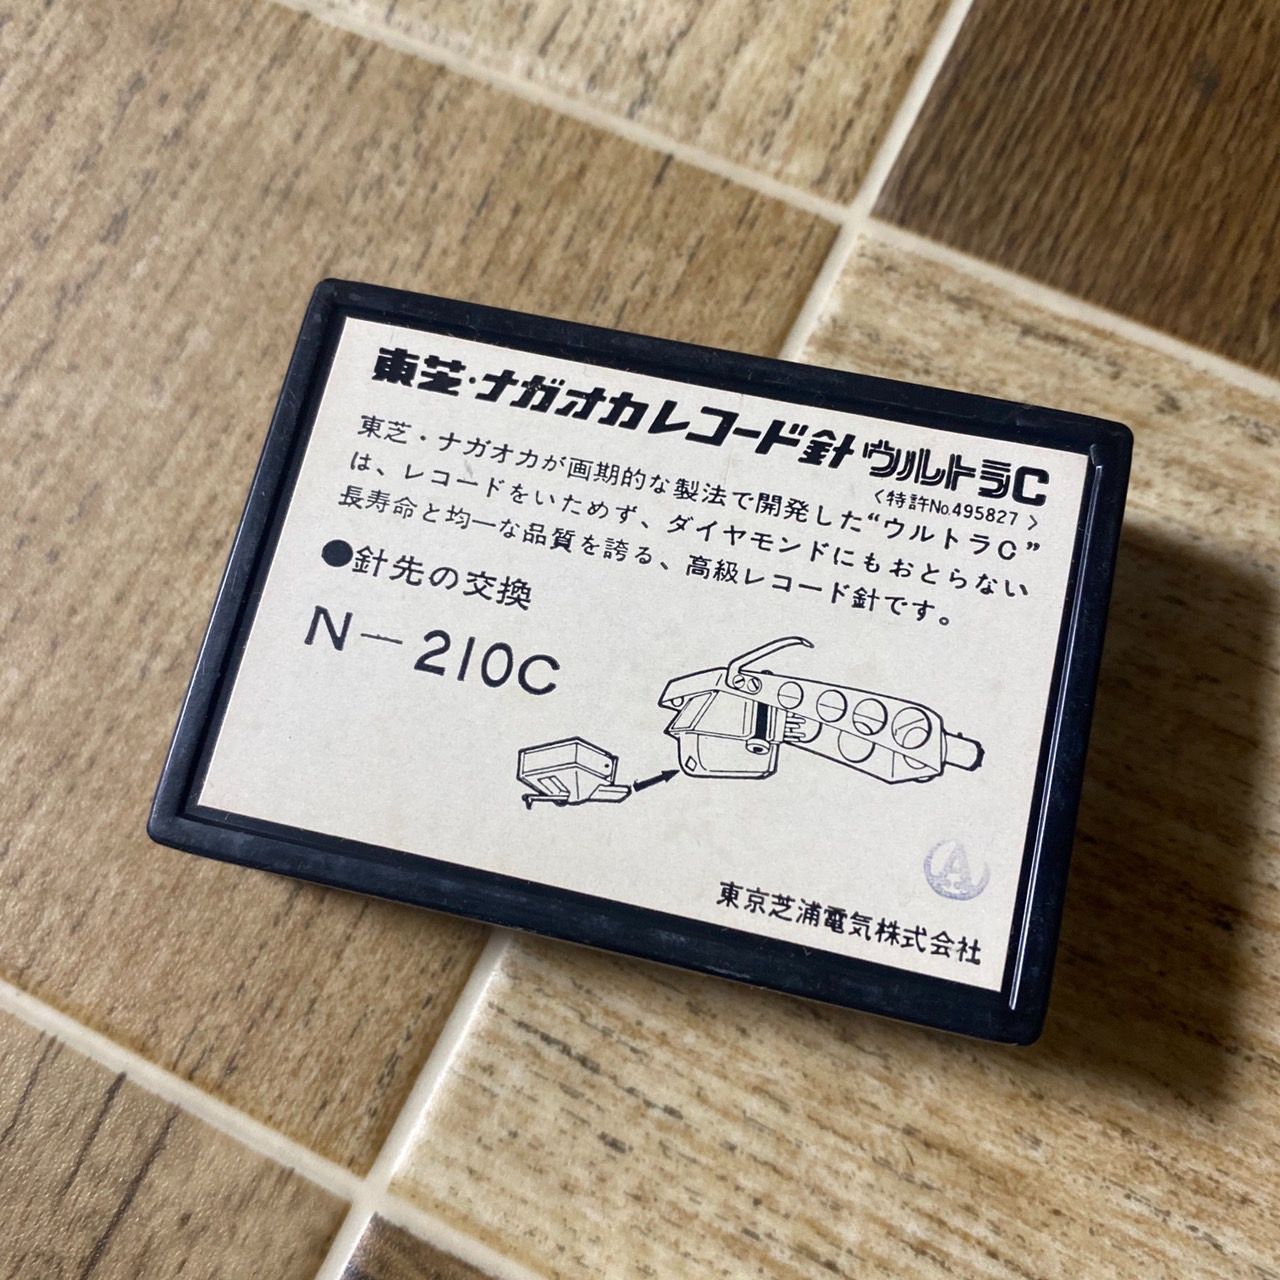 東芝・ナガオカレコード針 ウルトラC
〈特許No.495827〉
東芝・ナガオカが画期的な製法で開発した“ウルトラC”
は、レコードをいためず、ダイヤモンドにもおとらない
長寿命と均一な品質を誇る、高級レコード針です。
●針先の交換
N-210C
A
東京芝浦電気株式会社